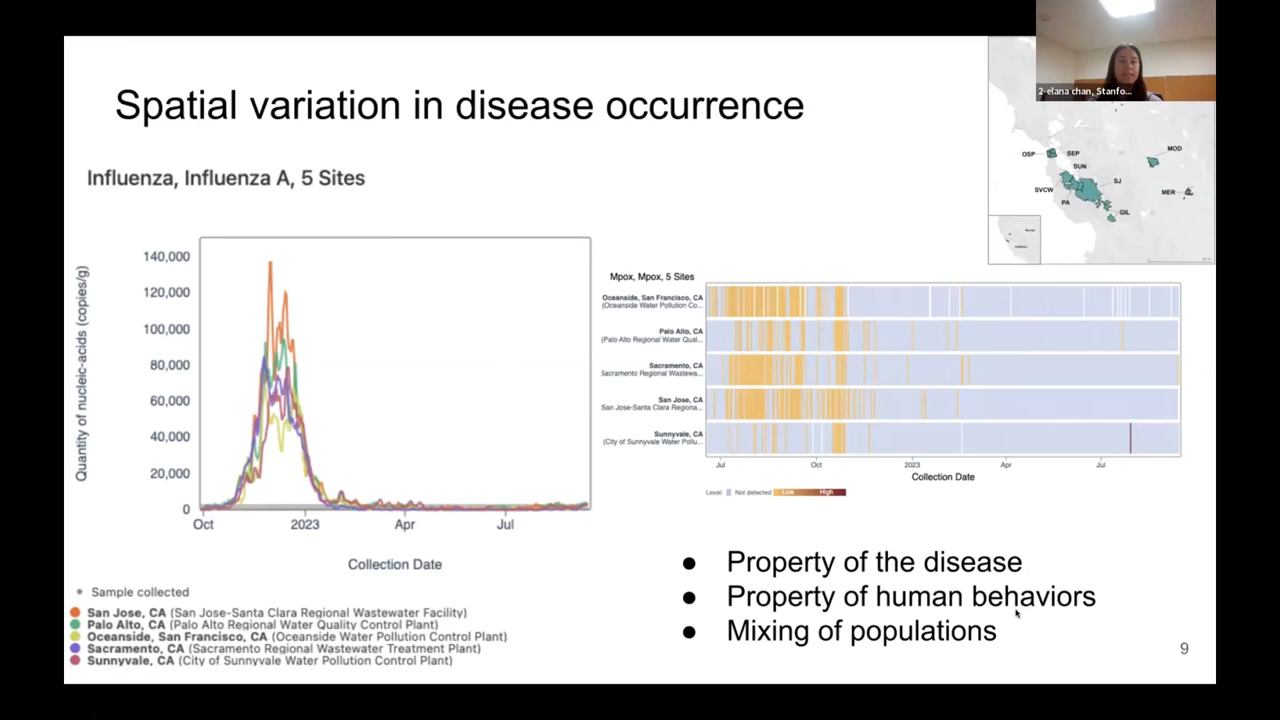 Spatial variation in disease occurrence
2-elana chan, Stanfo...
OSP
SEP
MOD
SUN
SJ
SVCW
MER
PA
GIL
Influenza, Influenza A, 5 Sites
Quantity of nucleic-acids (copies/g)
140,000
120,000
100,000
80,000
60,000
40,000
20,000
0
Oct
2023
Apr
Jul
Collection Date
Sample collected
San Jose, CA (San Jose-Santa Clara Regional Wastewater Facility)
Palo Alto, CA (Palo Alto Regional Water Quality Control Plant)
Oceanside, San Francisco, CA (Oceanside Water Pollution Control Plant)
Sacramento, CA (Sacramento Regional Wastewater Treatment Plant)
Sunnyvale, CA (City of Sunnyvale Water Pollution Control Plant)
Mpox, Mpox, 5 Sites
Oceanside, San Francisco, CA
(Oceanside Water Pollution Co...
Palo Alto, CA
(Palo Alto Regional Water Qual...
Sacramento, CA
Sacramento Regional Wastewa...
San Jose, CA
San Jose-Santa Clara Regiona...
Sunnyvale, CA
(City of Sunnyvale Water Pollu...
Jul
Oct
2023
Apr
Jul
Collection Date
Level: Not detected Low High
● Property of the disease
● Property of human behaviors
● Mixing of populations
9